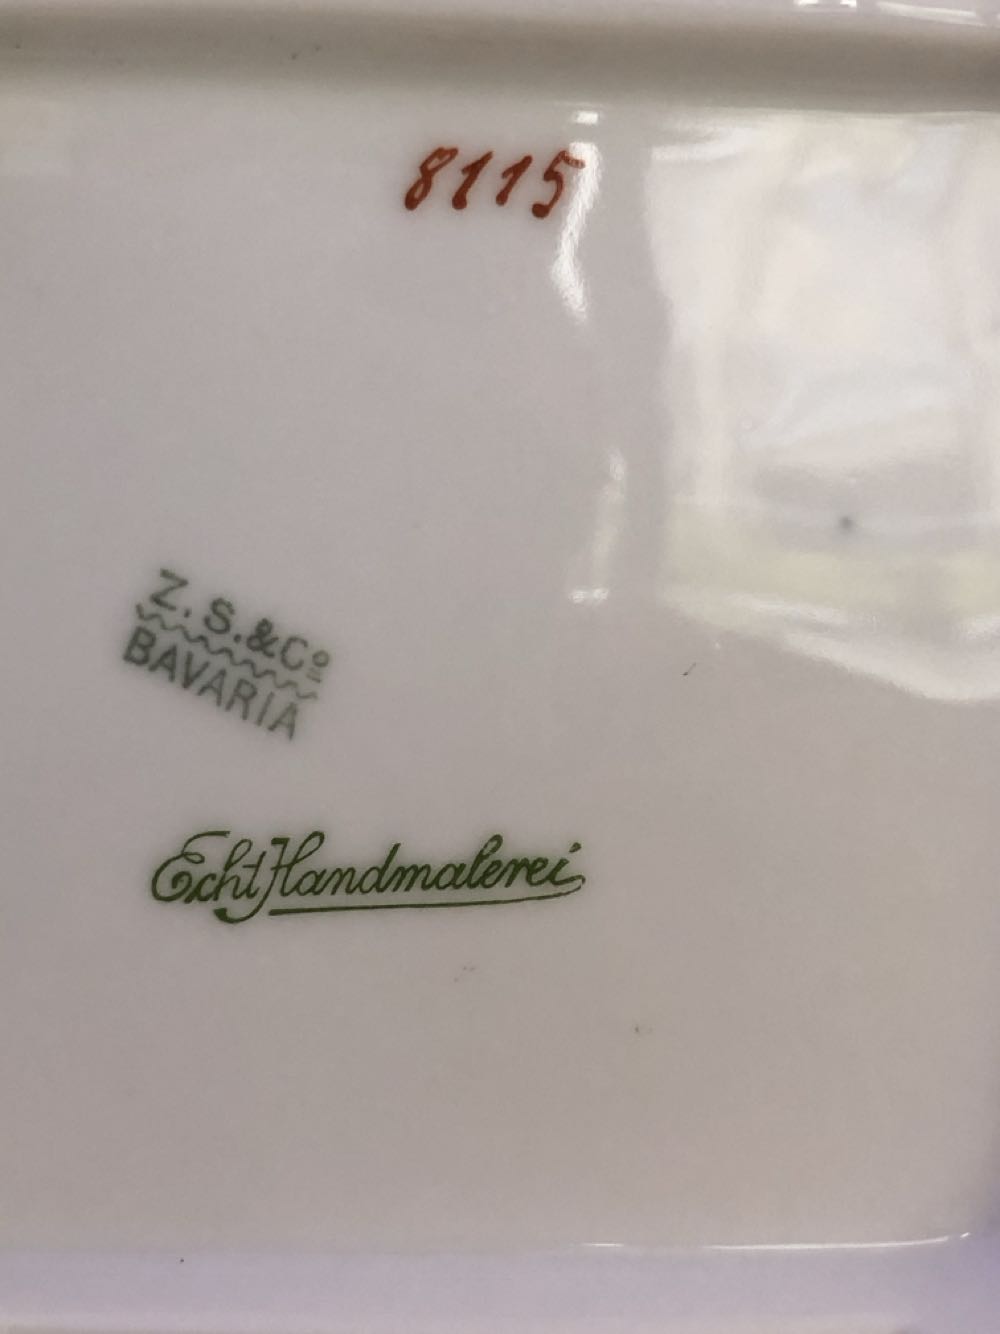 8115
Z. S. & Cº
BAVARIA
Echt Handmalerei